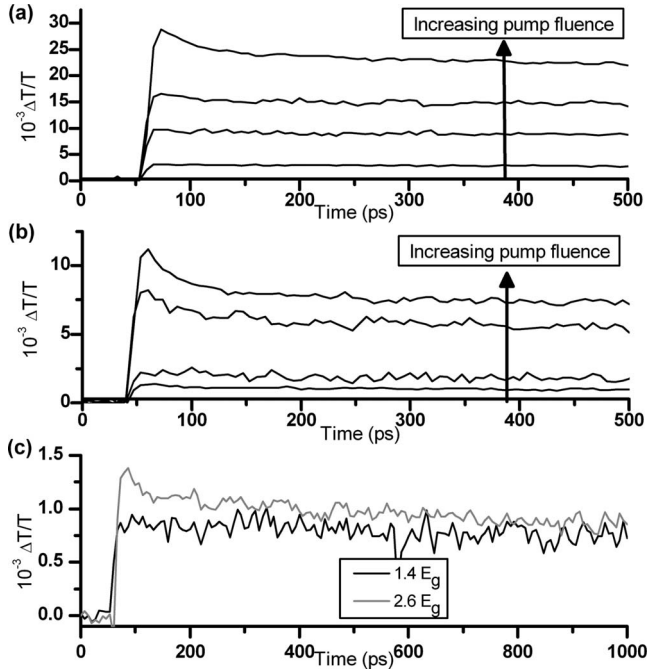 (a)
Increasing pump fluence
10⁻³ ΔT/T
30
25
20
15
10
5
0
0 100 200 300 400 500
Time (ps)
(b)
Increasing pump fluence
10⁻³ ΔT/T
10
5
0
0 100 200 300 400 500
Time (ps)
(c)
10⁻³ ΔT/T
1.5
1.0
0.5
0.0
1.4 Eg
2.6 Eg
0 200 400 600 800 1000
Time (ps)